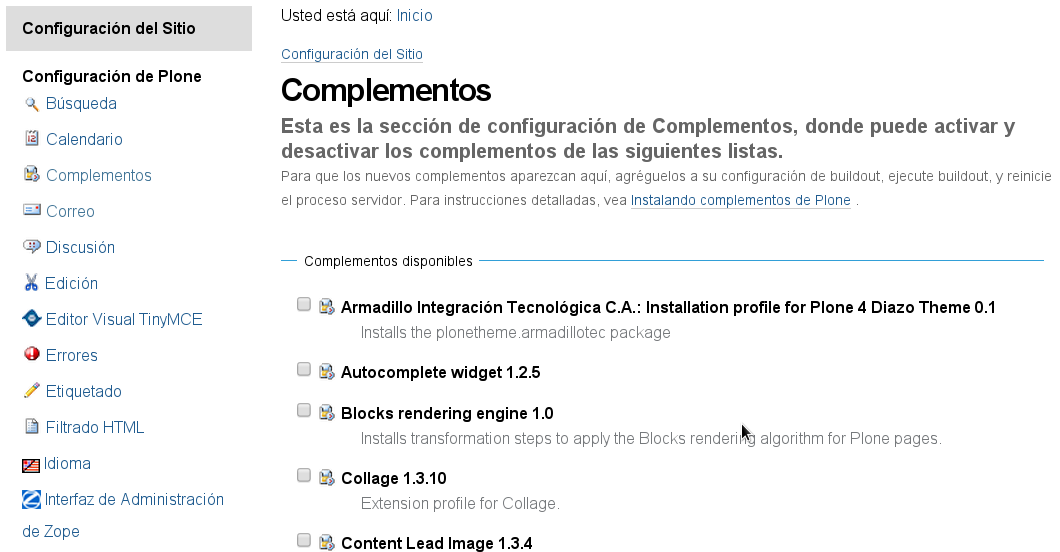 Configuración del Sitio
Configuración de Plone
Búsqueda
Calendario
Complementos
Correo
Discusión
Edición
Editor Visual TinyMCE
Errores
Etiquetado
Filtrado HTML
Idioma
Interfaz de Administración
de Zope
Usted está aquí: Inicio
Configuración del Sitio
Complementos
Esta es la sección de configuración de Complementos, donde puede activar y
desactivar los complementos de las siguientes listas.
Para que los nuevos complementos aparezcan aquí, agréguelos a su configuración de buildout, ejecute buildout, y reinicie
el proceso servidor. Para instrucciones detalladas, vea Instalando complementos de Plone .
Complementos disponibles
Armadillo Integración Tecnológica C.A.: Installation profile for Plone 4 Diazo Theme 0.1
Installs the plonetheme.armadillotec package
Autocomplete widget 1.2.5
Blocks rendering engine 1.0
Installs transformation steps to apply the Blocks rendering algorithm for Plone pages.
Collage 1.3.10
Extension profile for Collage.
Content Lead Image 1.3.4